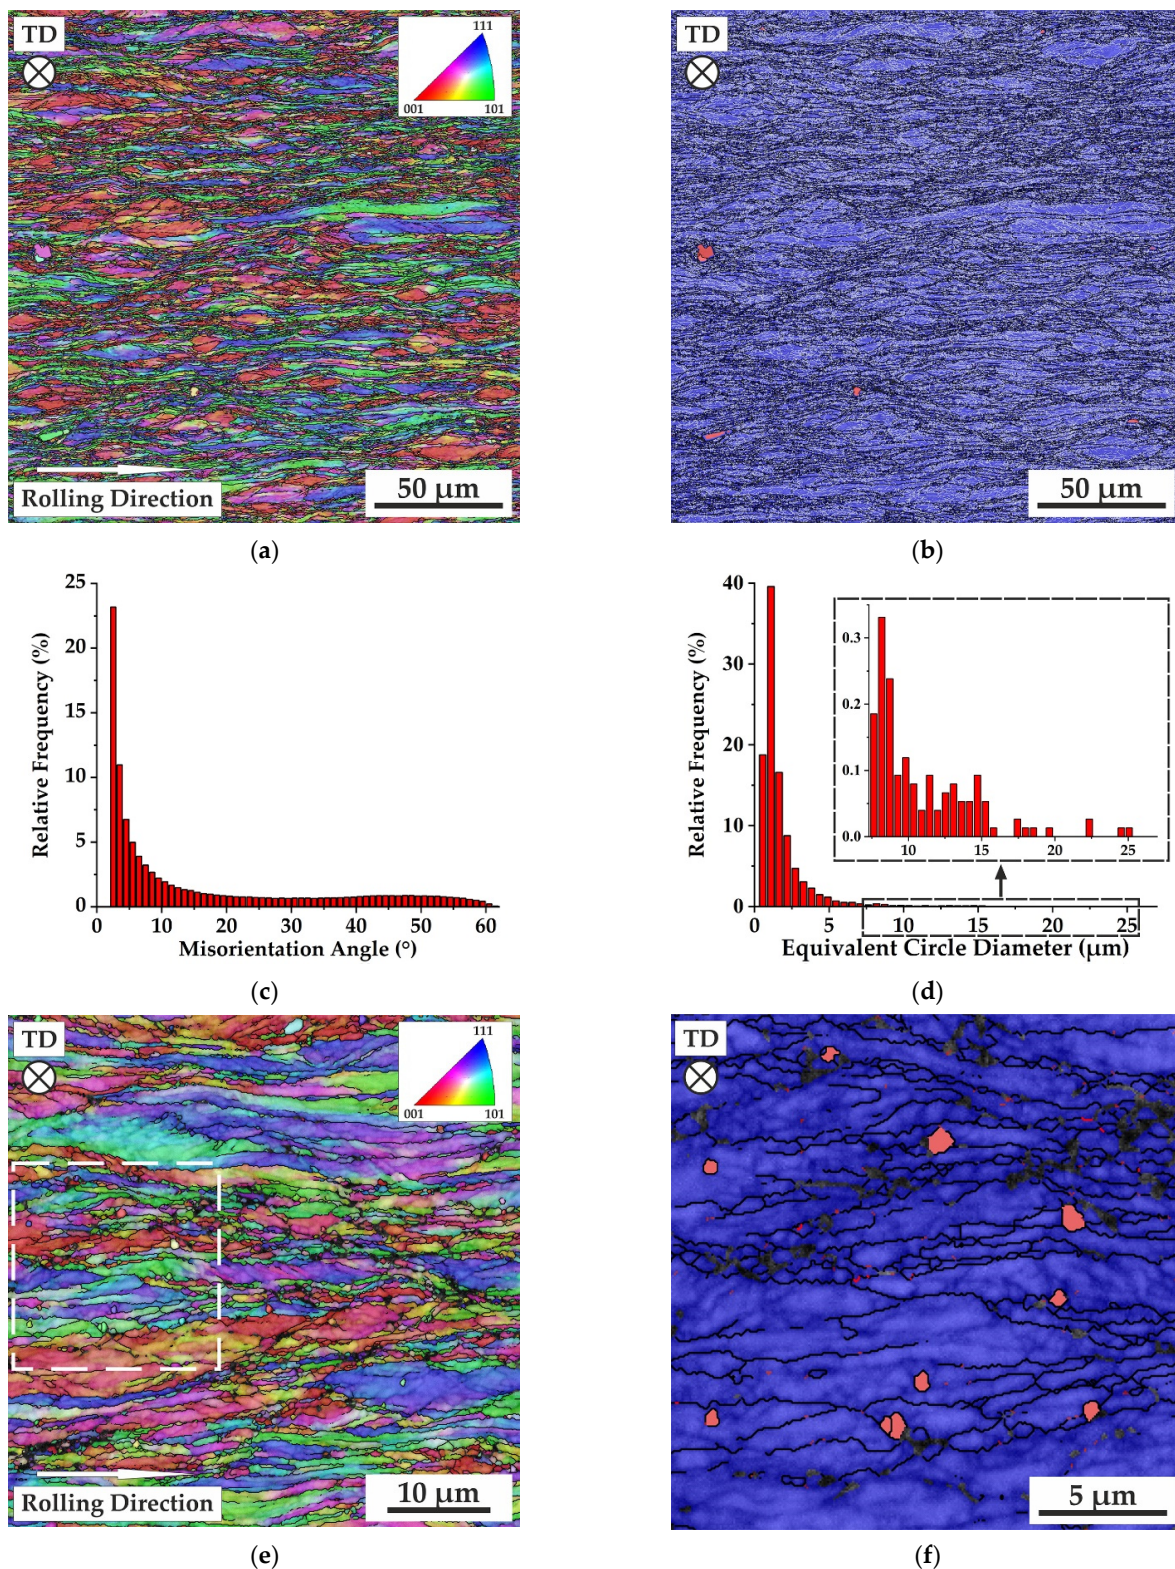 TD
111
001 101
Rolling Direction
50 μm
(a)
TD
50 μm
(b)
25
20
15
10
5
0
Relative Frequency (%)
0 10 20 30 40 50 60
Misorientation Angle (°)
(c)
40
30
20
10
0
Relative Frequency (%)
0.3
0.2
0.1
0.0
10 15 20 25
0 5 10 15 20 25
Equivalent Circle Diameter (μm)
(d)
TD
111
001 101
Rolling Direction
10 μm
(e)
TD
5 μm
(f)